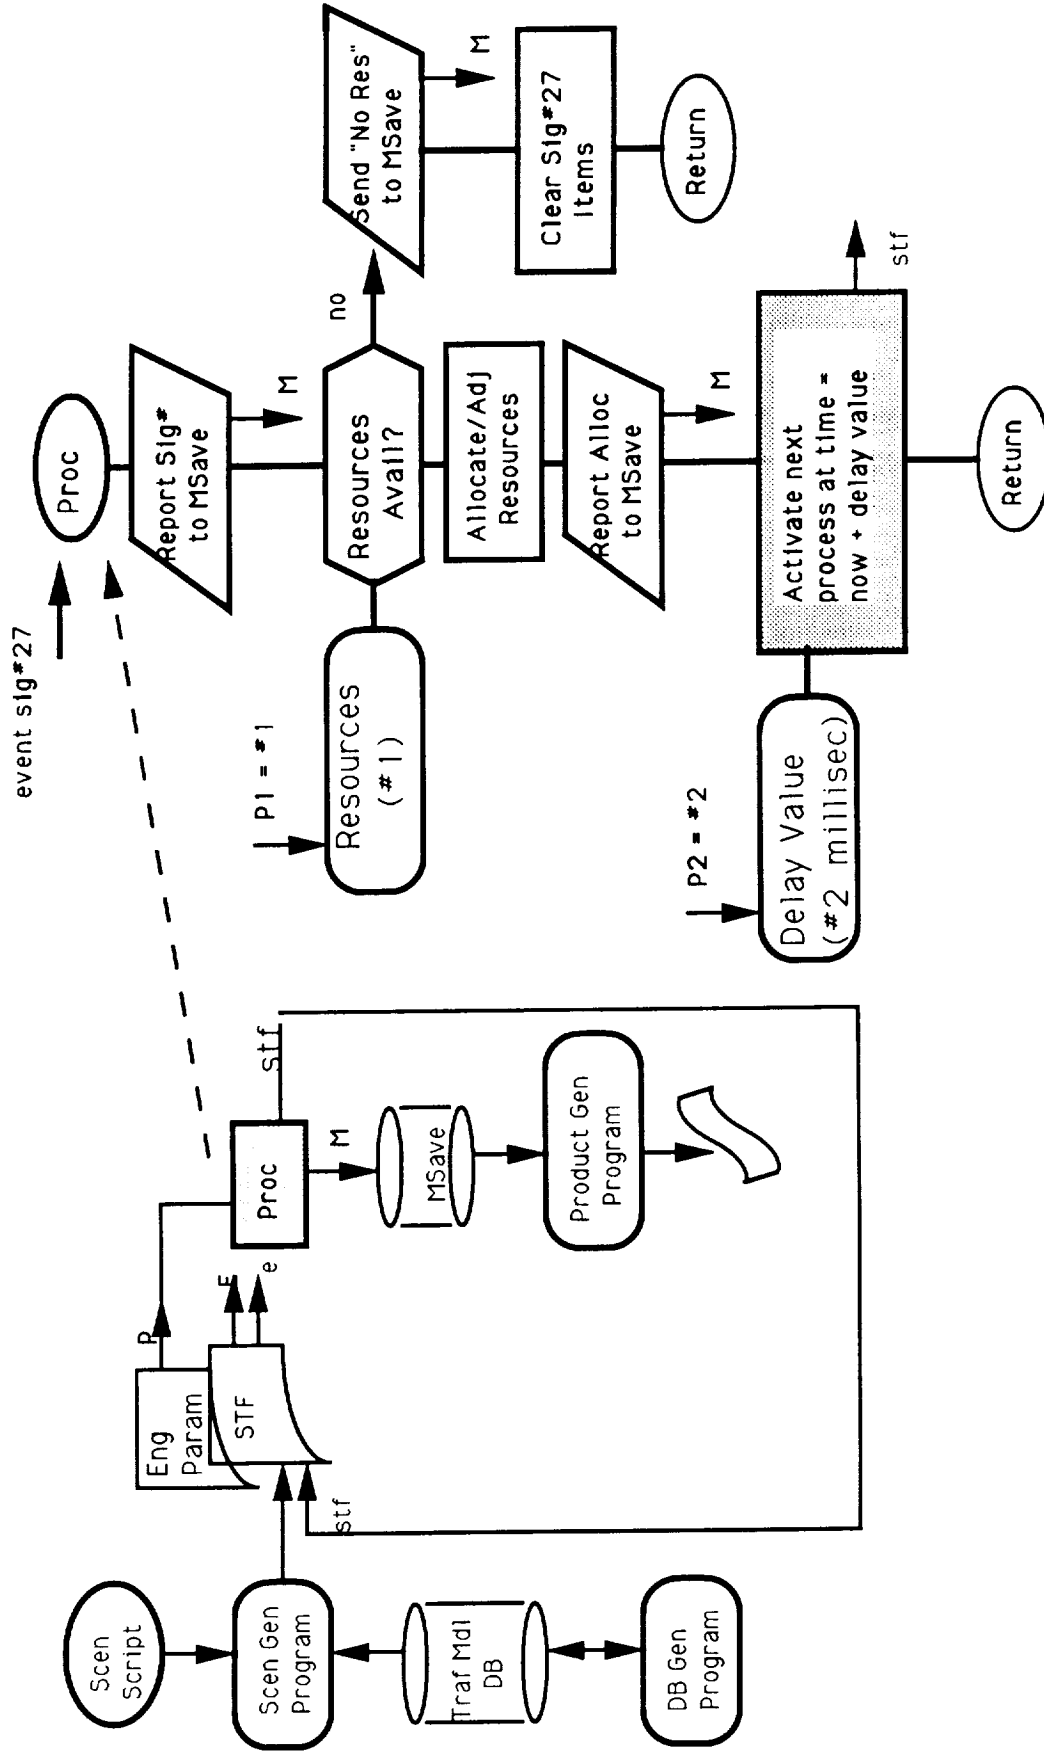 Scen
Script
Scen Gen
Program
Traf Mdl
DB
DB Gen
Program
Eng
Param
STF
stf
P
E
e
Proc
stf
M
MSave
Product Gen
Program
event sig#27
Proc
Report Sig#
to MSave
M
P1 = #1
Resources
(#1)
Resources
Avail?
no
Send "No Res"
to MSave
M
Clear Sig#27
Items
Return
Allocate/Adj
Resources
Report Alloc
to MSave
M
P2 = #2
Delay Value
(#2 millisec)
Activate next
process at time =
now + delay value
stf
Return